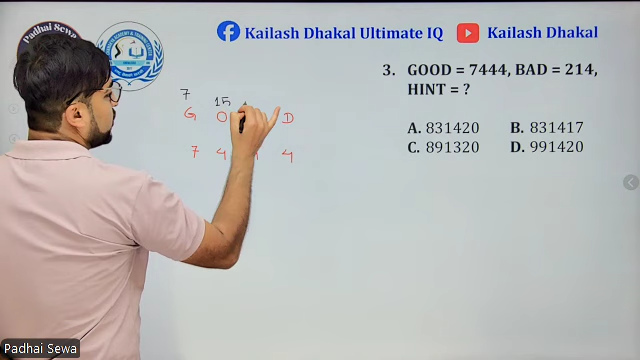 Padhai Sewa
Kailash Dhakal Ultimate IQ
Kailash Dhakal
3. GOOD = 7444, BAD = 214,
HINT = ?
A. 831420 B. 831417
C. 891320 D. 991420
7 15
G O D
7 4 4
Padhai Sewa